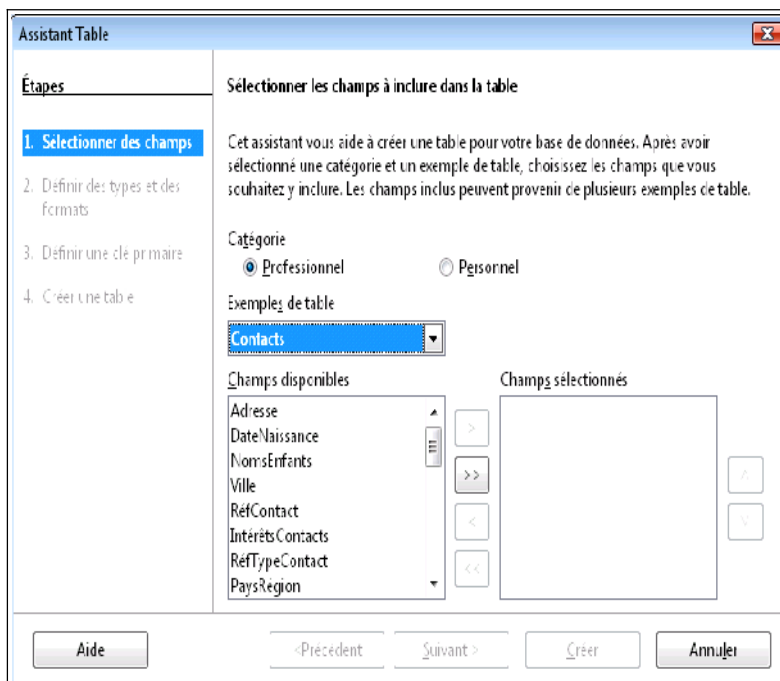 Assistant Table
Étapes
1. Sélectionner des champs
2. Définir des types et des
formats
3. Définir une clé primaire
4. Créer une table
Sélectionner les champs à inclure dans la table
Cet assistant vous aide à créer une table pour votre base de données. Après avoir
sélectionné une catégorie et un exemple de table, choisissez les champs que vous
souhaitez y inclure. Les champs inclus peuvent provenir de plusieurs exemples de table.
Catégorie
Professionnel
Personnel
Exemples de table
Contacts
Champs disponibles
Adresse
DateNaissance
NomsEnfants
Ville
RéfContact
IntérêtsContacts
RéfTypeContact
PaysRégion
>
>>
<
<<
Champs sélectionnés
Aide
<Précédent
Suivant >
Créer
Annuler